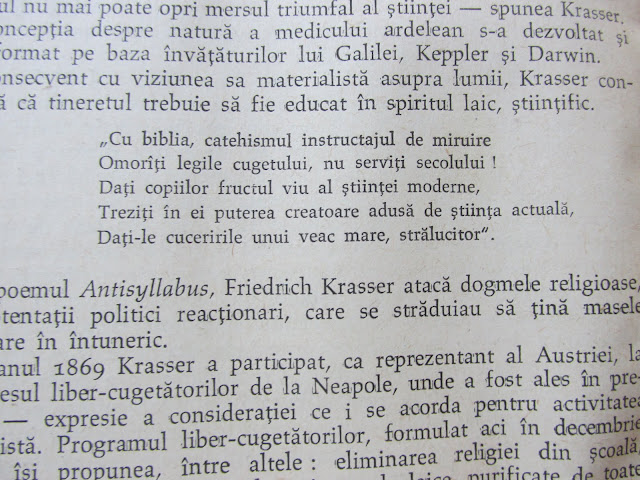 ul nu mai poate opri mersul triumfal al științei — spunea Krasser.
oncepția despre natură a medicului ardelean s-a dezvoltat și
format pe baza învățăturilor lui Galilei, Keppler și Darwin.
onsecvent cu viziunea sa materialistă asupra lumii, Krasser con-
ă că tineretul trebuie să fie educat în spiritul laic, științific.
„Cu biblia, catehismul instructajul de miruire
Omorîți legile cugetului, nu serviți secolului !
Dați copiilor fructul viu al științei moderne,
Treziți în ei puterea creatoare adusă de știința actuală,
Dați-le cuceririle unui veac mare, strălucitor“.
poemul Antisyllabus, Friedrich Krasser atacă dogmele religioase,
tentații politici reacționari, care se străduiau să țină masele
are în întuneric.
anul 1869 Krasser a participat, ca reprezentant al Austriei, la
esul liber-cugetătorilor de la Neapole, unde a fost ales în pre-
— expresie a considerației ce i se acorda pentru activitatea
istă. Programul liber-cugetătorilor, formulat aci în decembrie
își propunea, între altele : eliminarea religiei din școală,
laice, purificate de toate